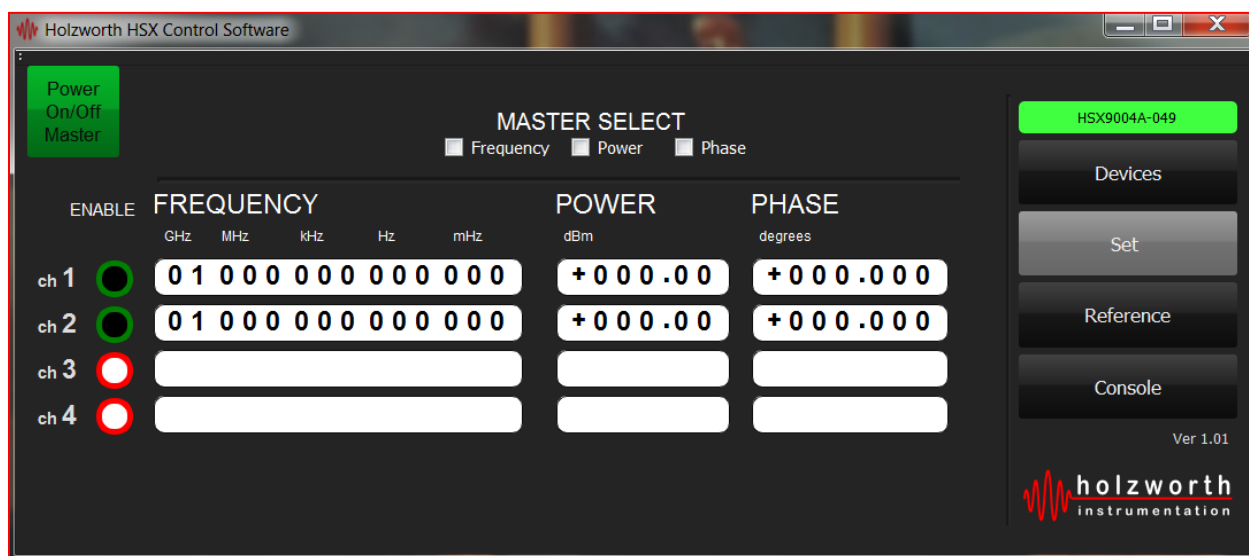 Holzworth HSX Control Software
Power
On/Off
Master
MASTER SELECT
Frequency Power Phase
ENABLE FREQUENCY POWER PHASE
GHz MHz kHz Hz mHz dBm degrees
ch 1 01 000 000 000 000 +000.00 +000.000
ch 2 01 000 000 000 000 +000.00 +000.000
ch 3
ch 4
HSX9004A-049
Devices
Set
Reference
Console
Ver 1.01
holzworth
instrumentation